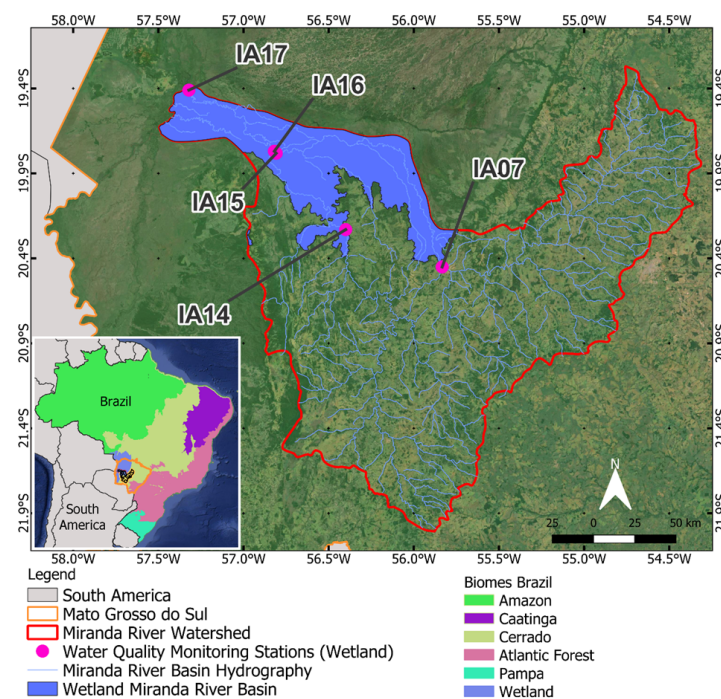 58.0°W 57.5°W 57.0°W 56.5°W 56.0°W 55.5°W 55.0°W 54.5°W
IA17
IA16
19.4°S
19.4°S
19.9°S
19.9°S
IA07
IA15
20.4°S
20.4°S
IA14
20.9°S
20.9°S
Brazil
21.4°S
21.4°S
N
South
America
21.9°S
25 0 25 50 km
58.0°W 57.5°W 57.0°W 56.5°W 56.0°W 55.5°W 55.0°W 54.5°W
Legend
South America
Mato Grosso do Sul
Miranda River Watershed
Water Quality Monitoring Stations (Wetland)
Miranda River Basin Hydrography
Wetland Miranda River Basin
Biomes Brazil
Amazon
Caatinga
Cerrado
Atlantic Forest
Pampa
Wetland